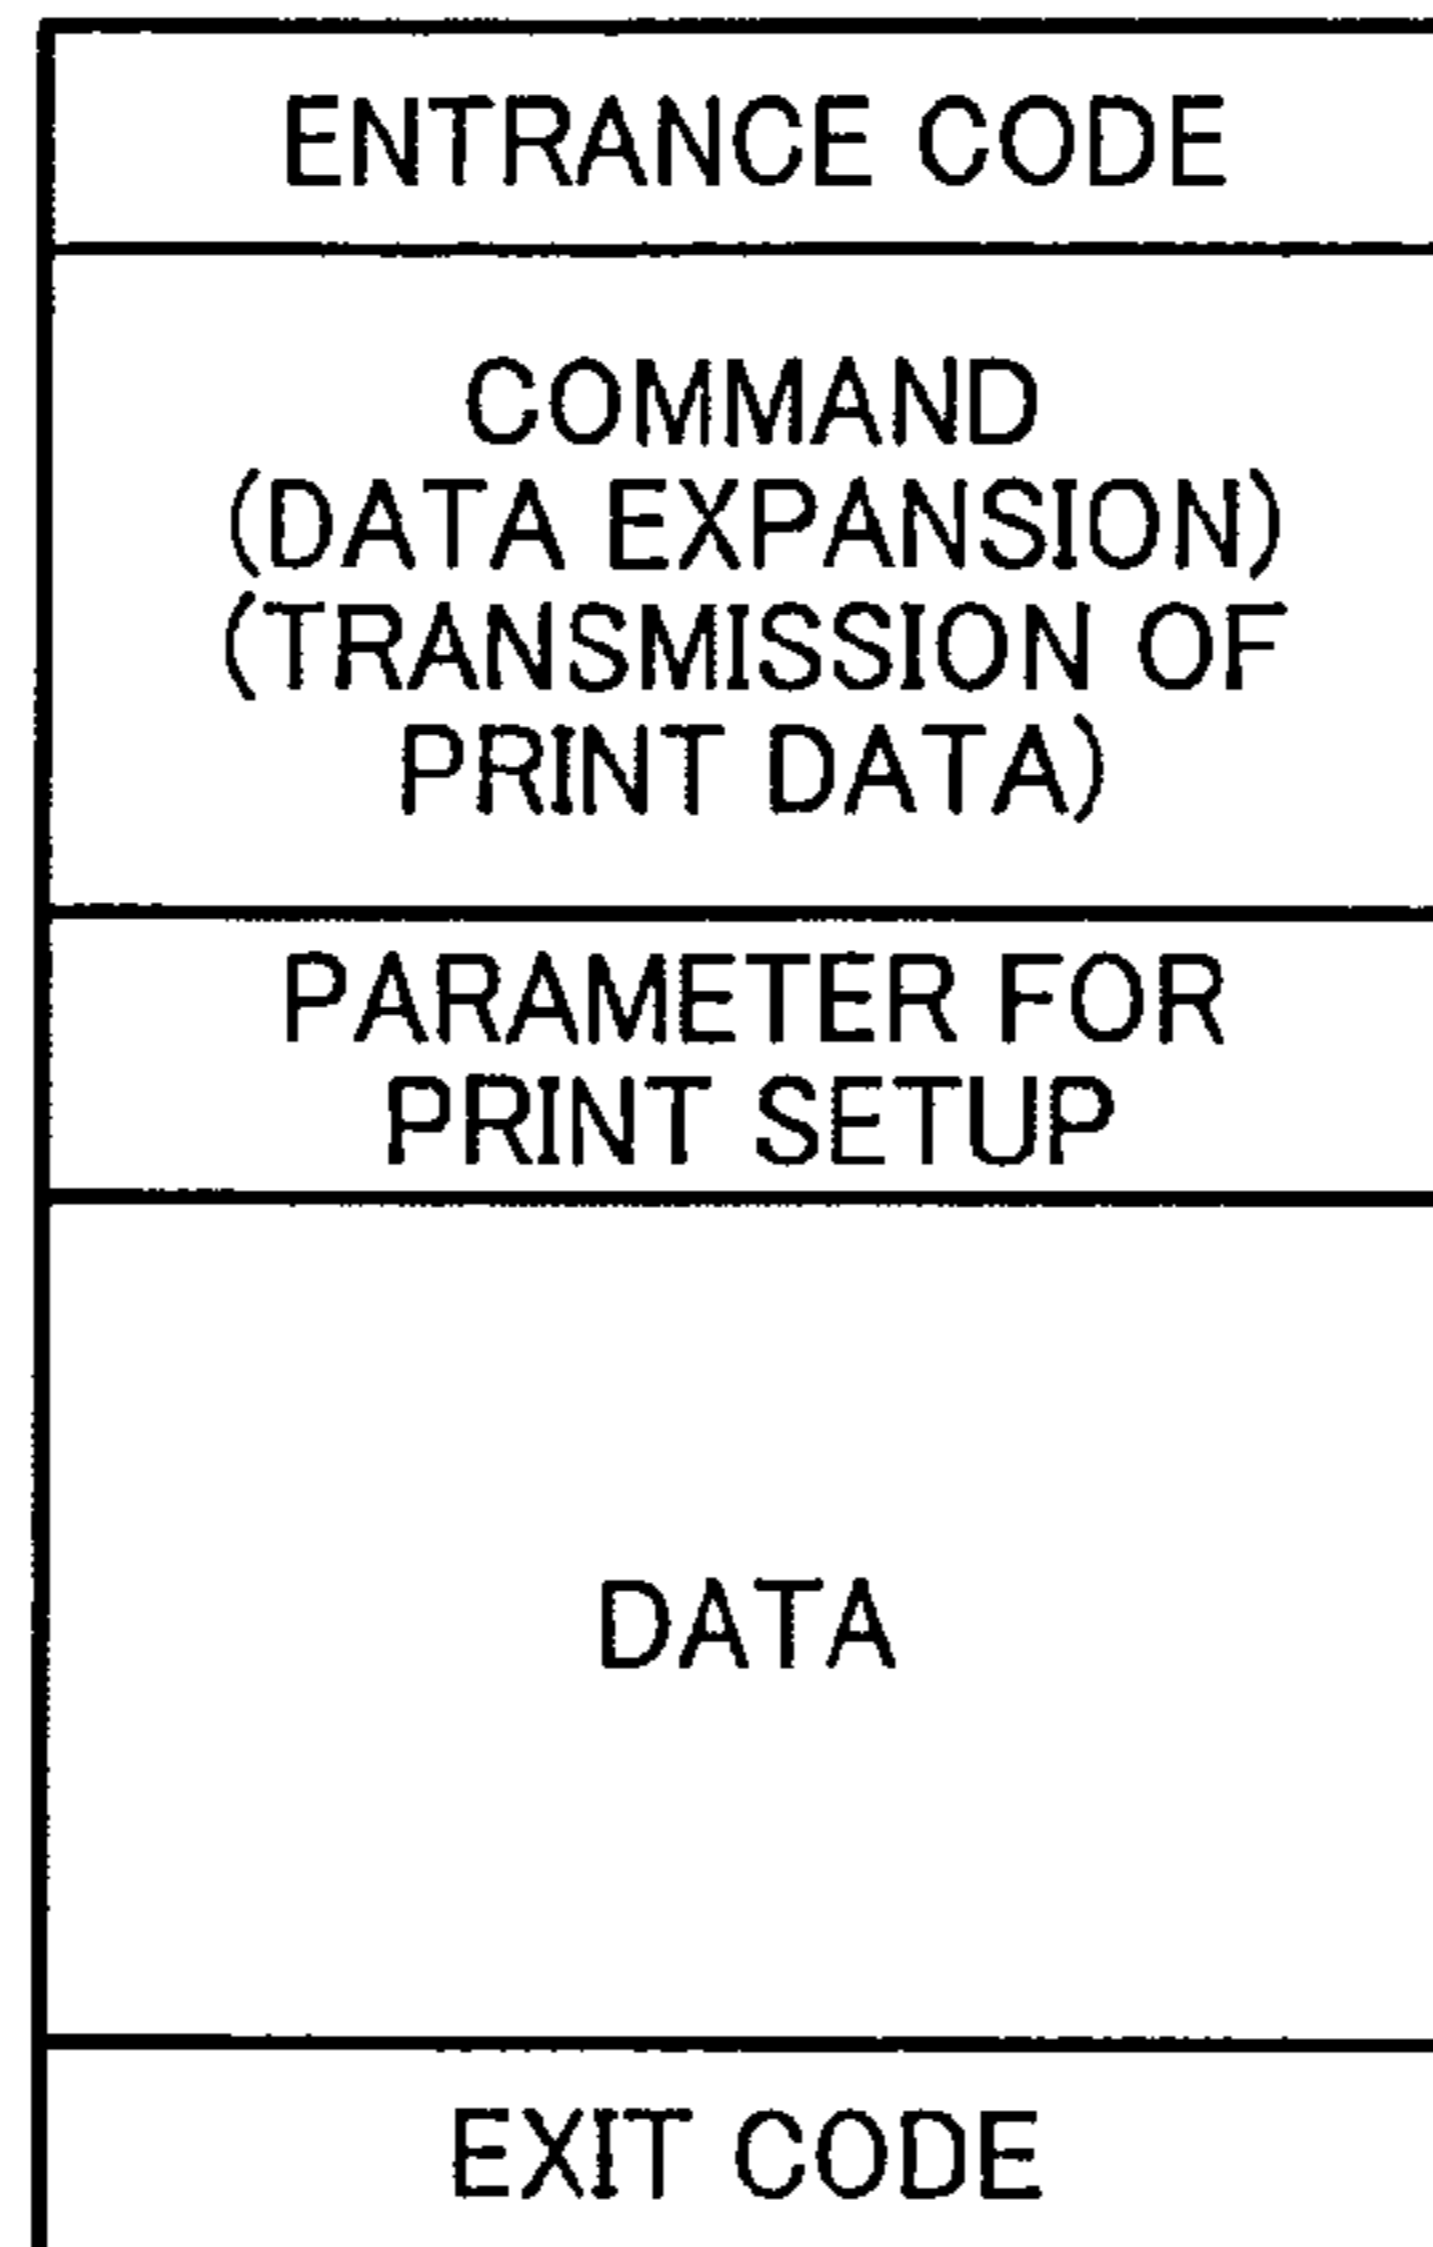 ENTRANCE CODE
COMMAND
(DATA EXPANSION)
(TRANSMISSION OF
PRINT DATA)
PARAMETER FOR
PRINT SETUP
DATA
EXIT CODE